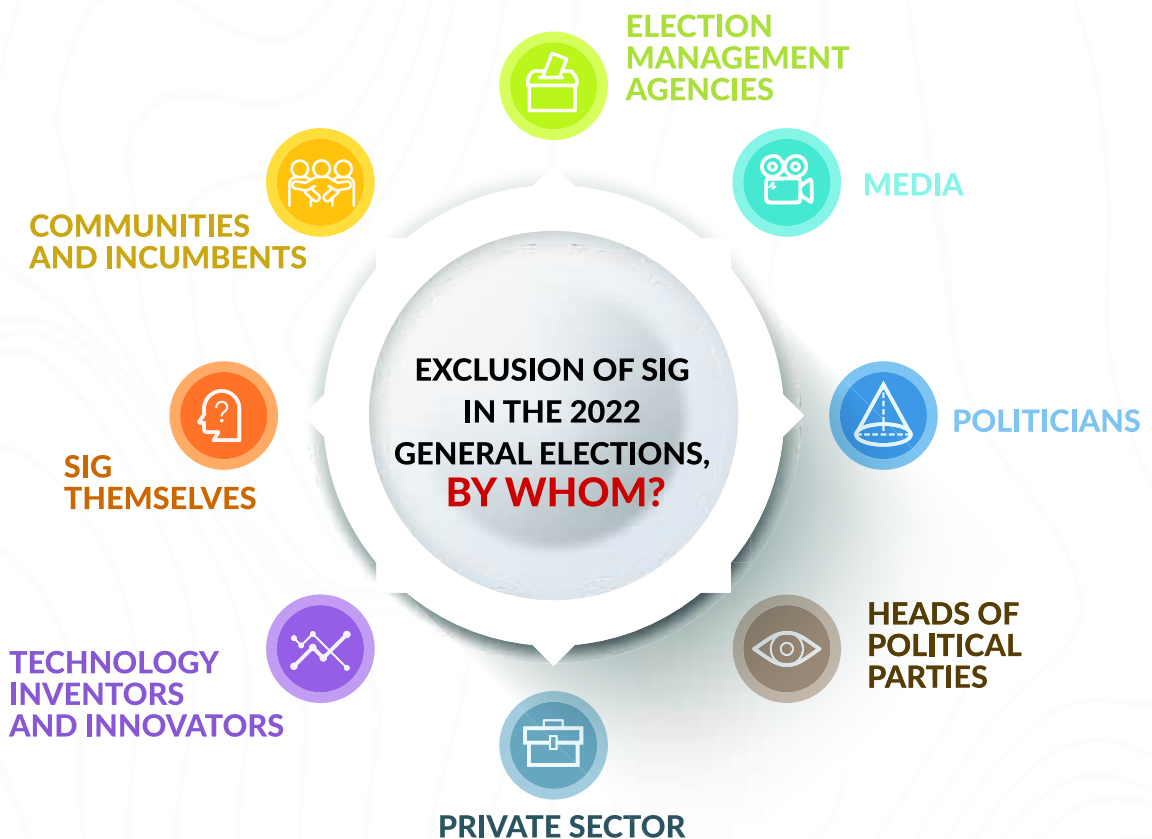 ELECTION
MANAGEMENT
AGENCIES
MEDIA
COMMUNITIES
AND INCUMBENTS
EXCLUSION OF SIG
IN THE 2022
GENERAL ELECTIONS,
BY WHOM?
POLITICIANS
SIG
THEMSELVES
?
HEADS OF
POLITICAL
PARTIES
TECHNOLOGY
INVENTORS
AND INNOVATORS
PRIVATE SECTOR